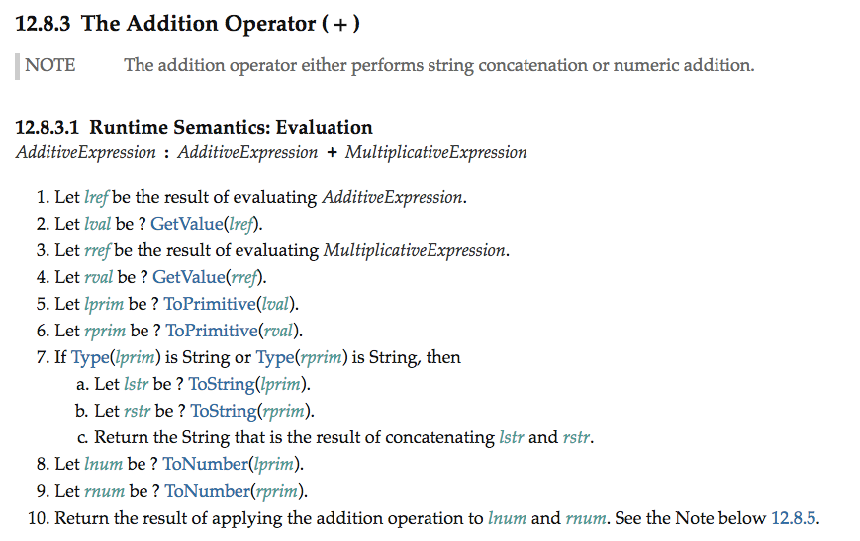 12.8.3 The Addition Operator ( + )
NOTE The addition operator either performs string concatenation or numeric addition.
12.8.3.1 Runtime Semantics: Evaluation
AdditiveExpression : AdditiveExpression + MultiplicativeExpression
1. Let lref be the result of evaluating AdditiveExpression.
2. Let lval be ? GetValue(lref).
3. Let rref be the result of evaluating MultiplicativeExpression.
4. Let rval be ? GetValue(rref).
5. Let lprim be ? ToPrimitive(lval).
6. Let rprim be ? ToPrimitive(rval).
7. If Type(lprim) is String or Type(rprim) is String, then
a. Let lstr be ? ToString(lprim).
b. Let rstr be ? ToString(rprim).
c. Return the String that is the result of concatenating lstr and rstr.
8. Let lnum be ? ToNumber(lprim).
9. Let rnum be ? ToNumber(rprim).
10. Return the result of applying the addition operation to lnum and rnum. See the Note below 12.8.5.